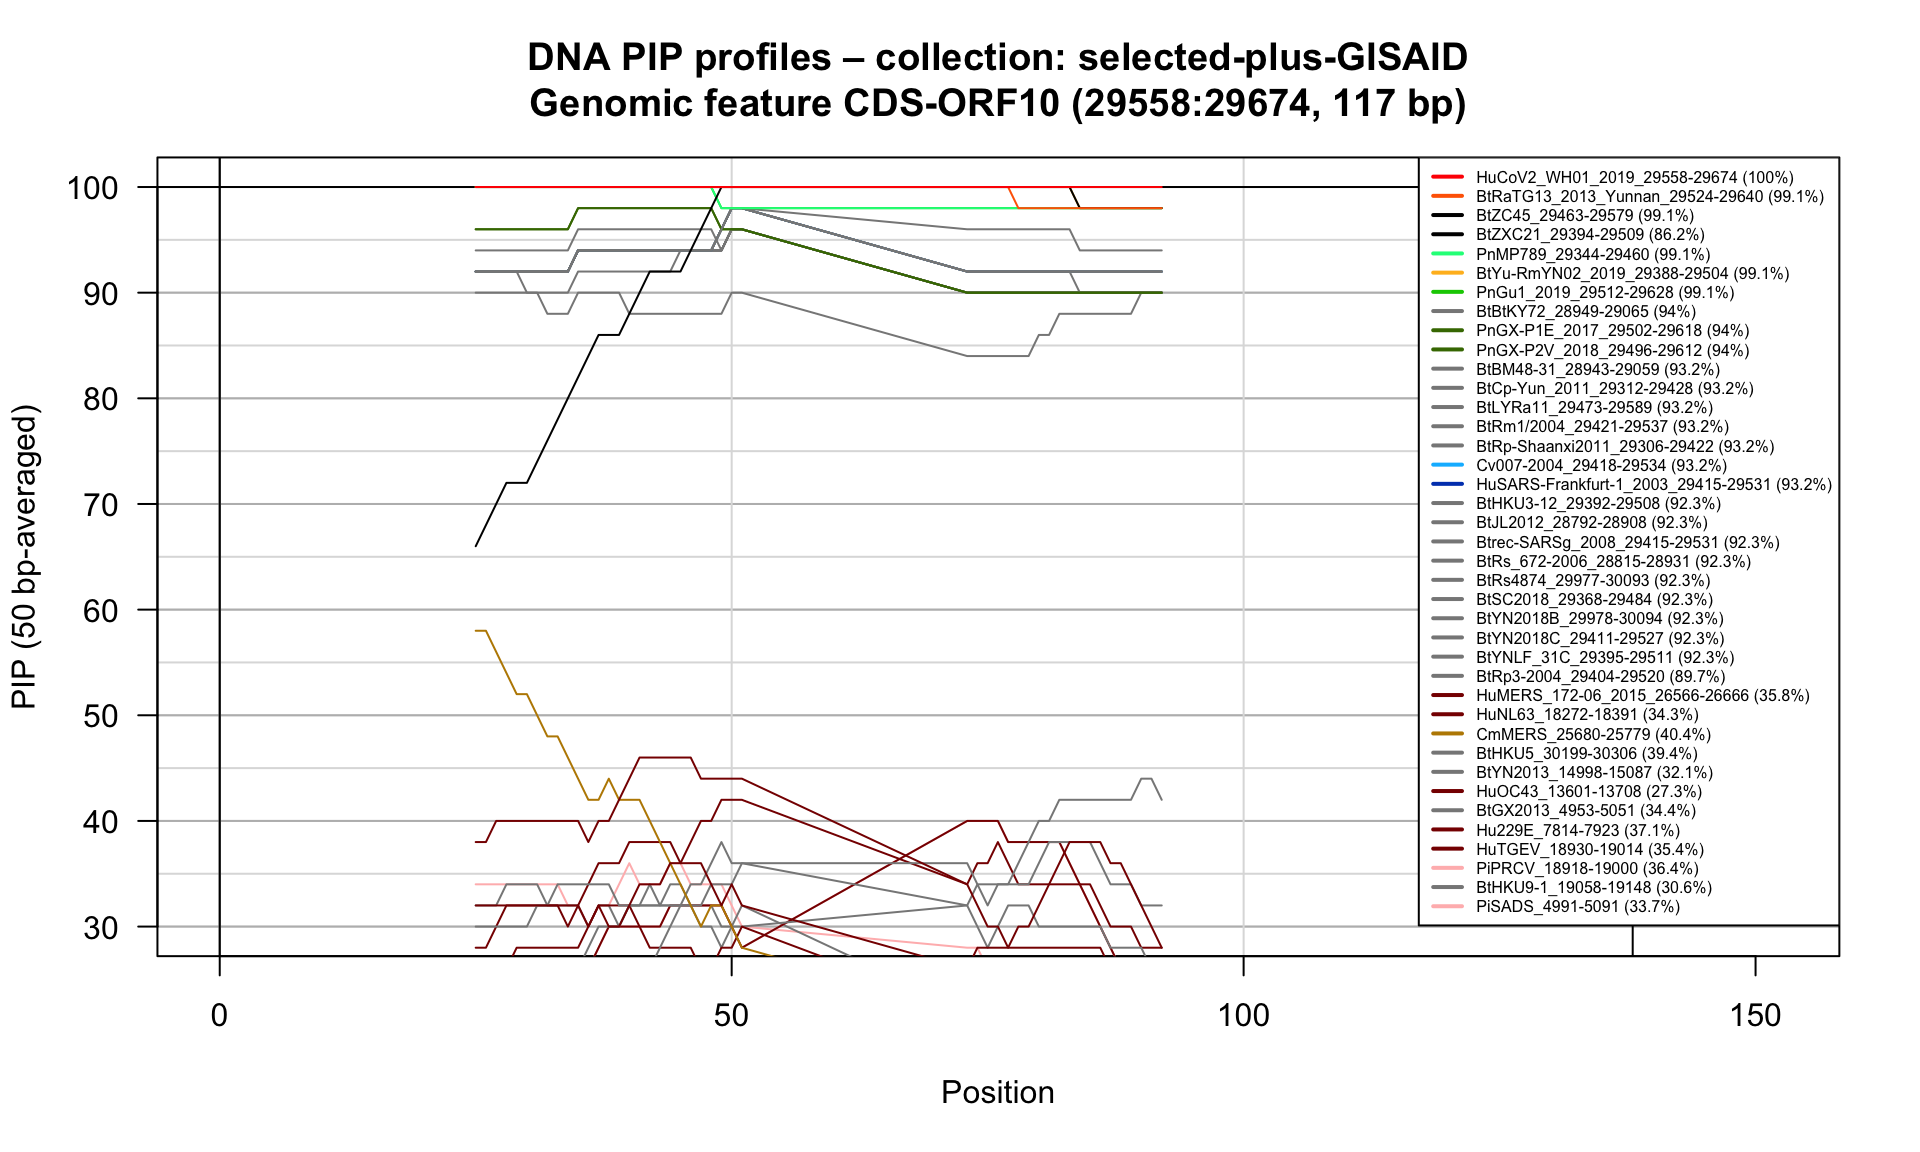 DNA PIP profiles – collection: selected-plus-GISAID
Genomic feature CDS-ORF10 (29558:29674, 117 bp)
PIP (50 bp-averaged)
100
90
80
70
60
50
40
30
0
50
100
150
Position
HuCoV2_WH01_2019_29558-29674 (100%)
BtRaTG13_2013_Yunnan_29524-29640 (99.1%)
BtZC45_29463-29579 (99.1%)
BtZXC21_29394-29509 (86.2%)
PnMP789_29344-29460 (99.1%)
BtYu-RmYN02_2019_29388-29504 (99.1%)
PnGu1_2019_29512-29628 (99.1%)
BtBtKY72_28949-29065 (94%)
PnGX-P1E_2017_29502-29618 (94%)
PnGX-P2V_2018_29496-29612 (94%)
BtBM48-31_28943-29059 (93.2%)
BtCp-Yun_2011_29312-29428 (93.2%)
BtLYRa11_29473-29589 (93.2%)
BtRm1/2004_29421-29537 (93.2%)
BtRp-Shaanxi2011_29306-29422 (93.2%)
Cv007-2004_29418-29534 (93.2%)
HuSARS-Frankfurt-1_2003_29415-29531 (93.2%)
BtHKU3-12_29392-29508 (92.3%)
BtJL2012_28792-28908 (92.3%)
Btrec-SARSg_2008_29415-29531 (92.3%)
BtRs_672-2006_28815-28931 (92.3%)
BtRs4874_29977-30093 (92.3%)
BtSC2018_29368-29484 (92.3%)
BtYN2018B_29978-30094 (92.3%)
BtYN2018C_29411-29527 (92.3%)
BtYNLF_31C_29395-29511 (92.3%)
BtRp3-2004_29404-29520 (89.7%)
HuMERS_172-06_2015_26566-26666 (35.8%)
HuNL63_18272-18391 (34.3%)
CmMERS_25680-25779 (40.4%)
BtHKU5_30199-30306 (39.4%)
BtYN2013_14998-15087 (32.1%)
HuOC43_13601-13708 (27.3%)
BtGX2013_4953-5051 (34.4%)
Hu229E_7814-7923 (37.1%)
HuTGEV_18930-19014 (35.4%)
PiPRCV_18918-19000 (36.4%)
BtHKU9-1_19058-19148 (30.6%)
PiSADS_4991-5091 (33.7%)